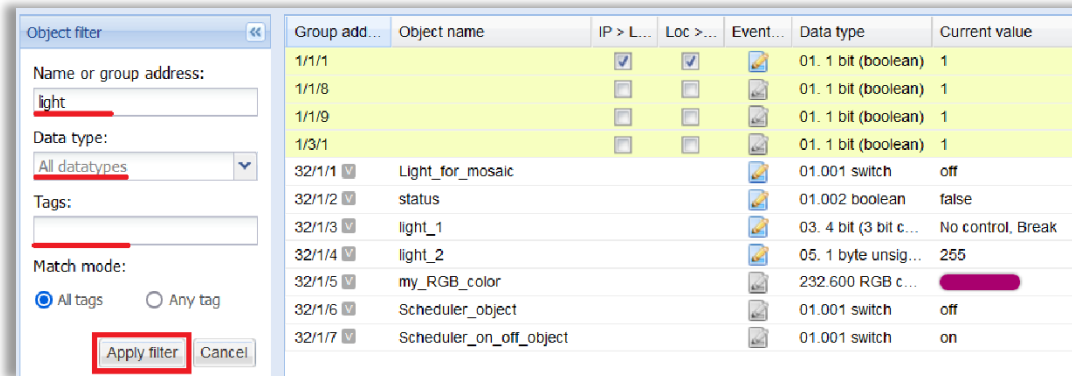 Object filter
Name or group address:
light
Data type:
All datatypes
Tags:
Match mode:
All tags Any tag
Apply filter Cancel
Group add... Object name IP > L... Loc >... Event... Data type Current value
1/1/1 01. 1 bit (boolean) 1
1/1/8 01. 1 bit (boolean) 1
1/1/9 01. 1 bit (boolean) 1
1/3/1 01. 1 bit (boolean) 1
32/1/1 V Light_for_mosaic 01.001 switch off
32/1/2 V status 01.002 boolean false
32/1/3 V light_1 03. 4 bit (3 bit c... No control, Break
32/1/4 V light_2 05. 1 byte unsig... 255
32/1/5 V my_RGB_color 232.600 RGB c...
32/1/6 V Scheduler_object 01.001 switch off
32/1/7 V Scheduler_on_off_object 01.001 switch on